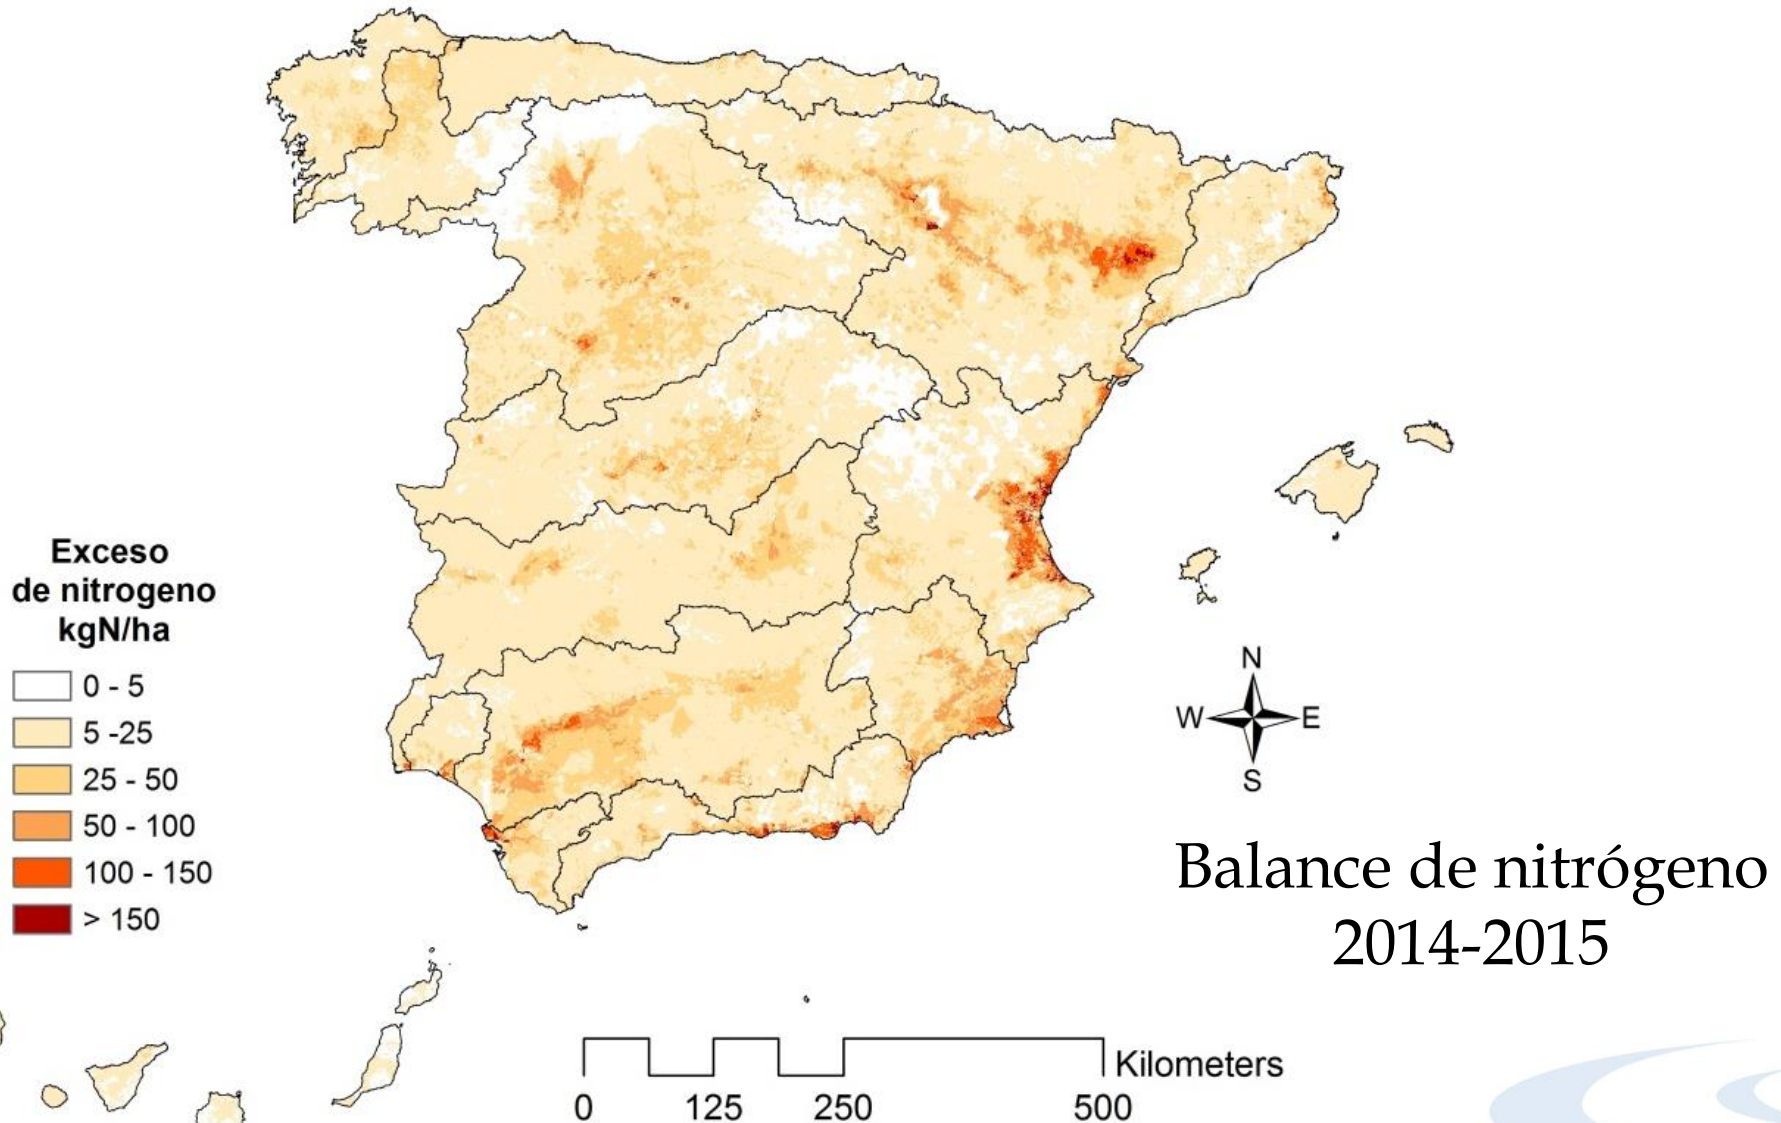 Exceso
de nitrogeno
kgN/ha
0 - 5
5 -25
25 - 50
50 - 100
100 - 150
> 150
N
W E
S
Balance de nitrógeno
2014-2015
Kilometers
0 125 250 500